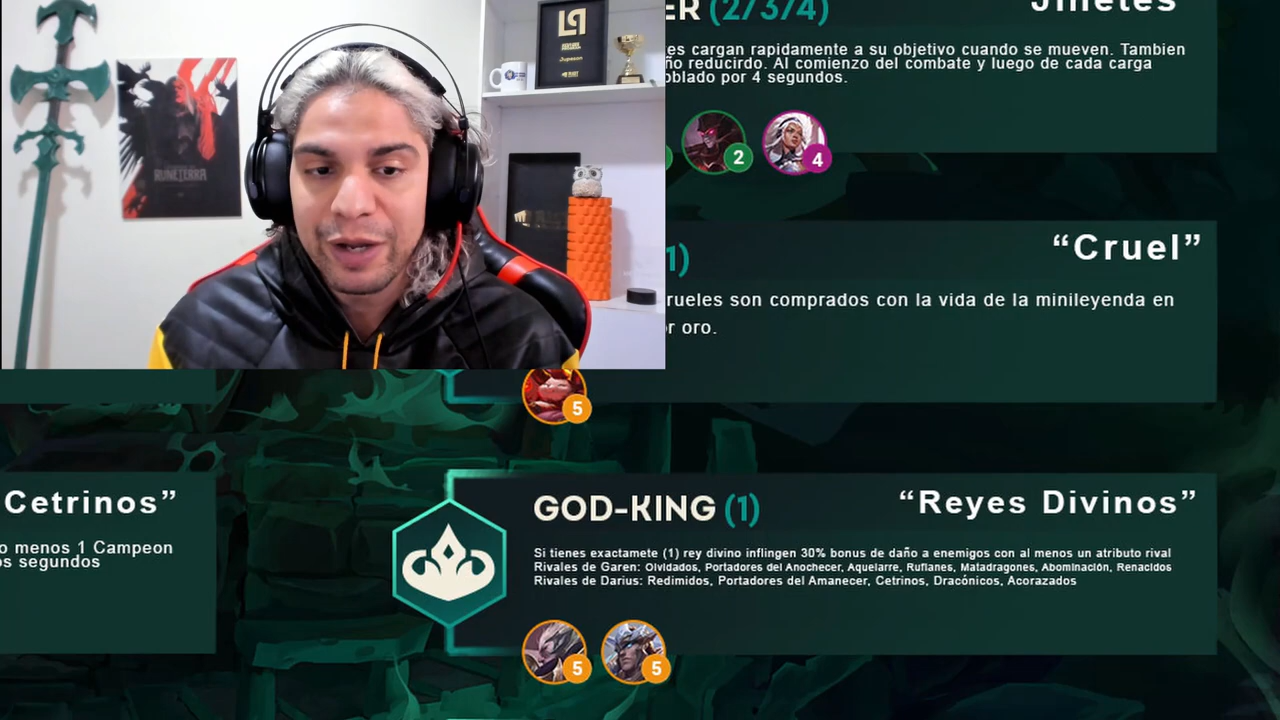 ER (2/3/4)
Jinetes
es cargan rapidamente a su objetivo cuando se mueven. Tambien
ño reducirdo. Al comienzo del combate y luego de cada carga
oblado por 4 segundos.
2
4
1)
“Cruel”
rueles son comprados con la vida de la minileyenda en
r oro.
5
Cetrinos”
o menos 1 Campeon
os segundos
GOD-KING (1)
“Reyes Divinos”
Si tienes exactamete (1) rey divino inflingen 30% bonus de daño a enemigos con al menos un atributo rival
Rivales de Garen: Olvidados, Portadores del Anochecer, Aquelarre, Rufianes, Matadragones, Abominación, Renacidos
Rivales de Darius: Redimidos, Portadores del Amanecer, Cetrinos, Dracónicos, Acorazados
5
5
RUNETERRA
Jupeson